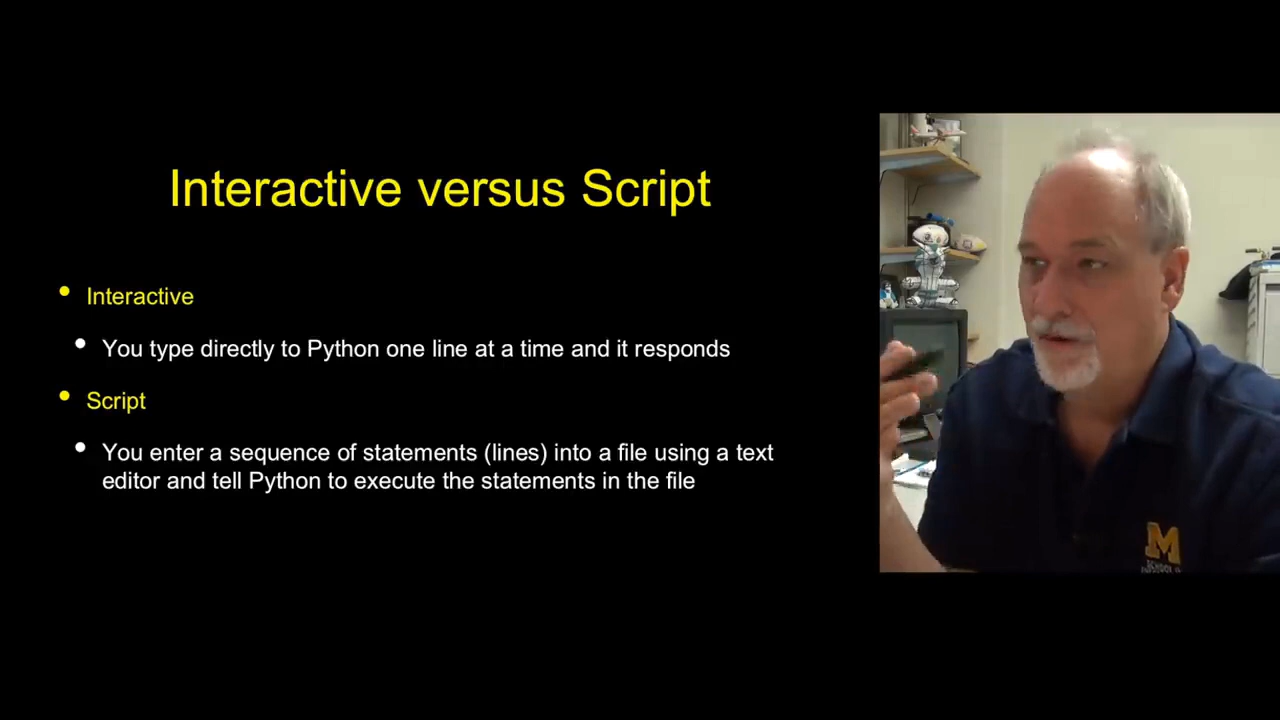 Interactive versus Script
• Interactive
• You type directly to Python one line at a time and it responds
• Script
• You enter a sequence of statements (lines) into a file using a text
editor and tell Python to execute the statements in the file
M
SCHOOL OF